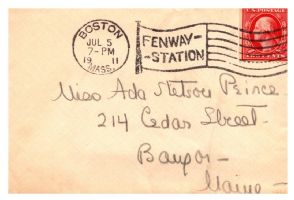 BOSTON
JUL 5
7-PM
19 11
MASS.
FENWAY-
-STATION
U.S. POSTAGE
CENTS
Miss Ada Stetson Prince
214 Cedar Street
Bangor
Maine